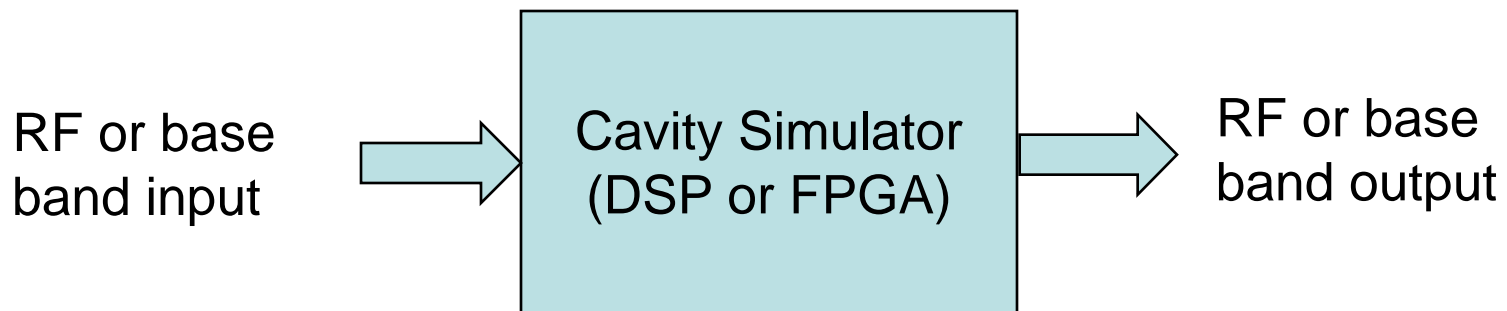 RF or base
band input
Cavity Simulator
(DSP or FPGA)
RF or base
band output